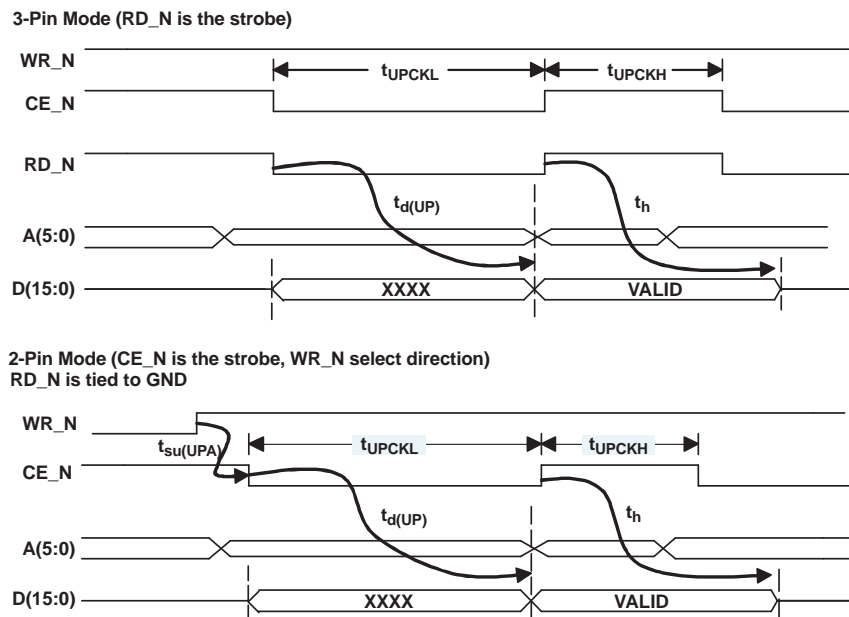 3-Pin Mode (RD_N is the strobe)
WR_N
tUPCKL
tUPCKH
CE_N
RD_N
td(UP)
th
A(5:0)
D(15:0)
XXXX
VALID
2-Pin Mode (CE_N is the strobe, WR_N select direction)
RD_N is tied to GND
WR_N
tsu(UPA)
tUPCKL
tUPCKH
CE_N
td(UP)
th
A(5:0)
D(15:0)
XXXX
VALID